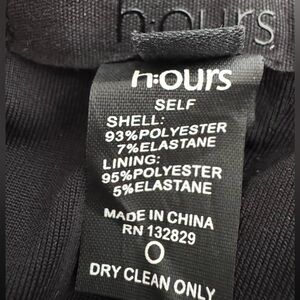 h:ours
h:ours
SELF
SHELL:
93%POLYESTER
7%ELASTANE
LINING:
95%POLYESTER
5%ELASTANE
MADE IN CHINA
RN 132829
DRY CLEAN ONLY